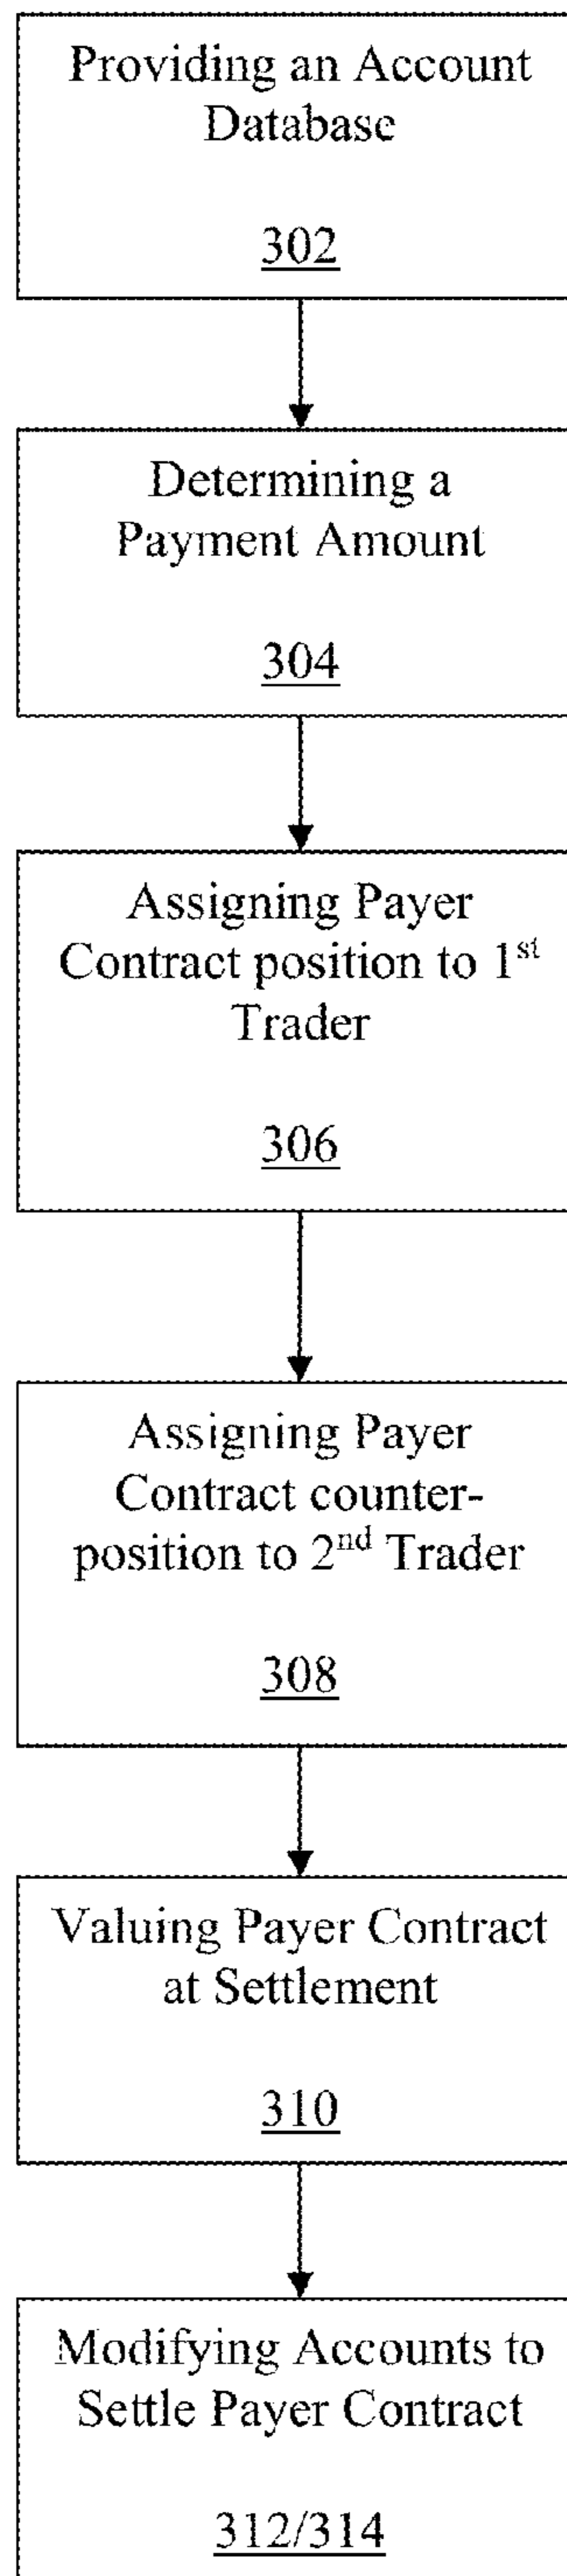 Providing an Account
Database
302
Determining a
Payment Amount
304
Assigning Payer
Contract position to 1st
Trader
306
Assigning Payer
Contract counter-
position to 2nd Trader
308
Valuing Payer Contract
at Settlement
310
Modifying Accounts to
Settle Payer Contract
312/314